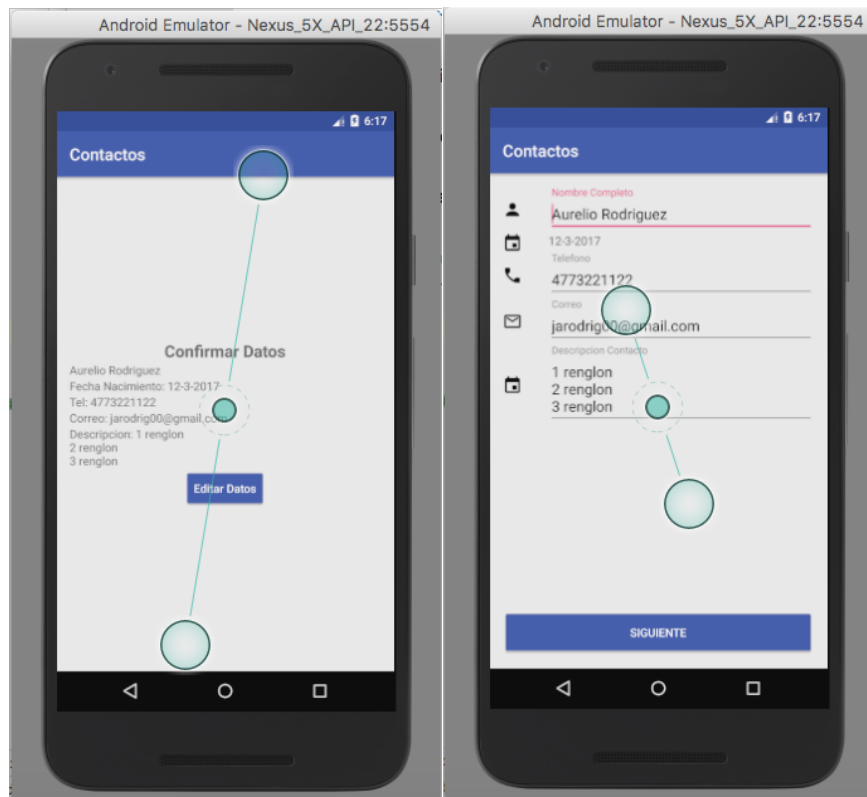 Android Emulator - Nexus_5X_API_22:5554
6:17
Contactos
Confirmar Datos
Aurelio Rodriguez
Fecha Nacimiento: 12-3-2017
Tel: 4773221122
Correo: jarodrig00@gmail.com
Descripcion: 1 renglon
2 renglon
3 renglon
Editar Datos
Android Emulator - Nexus_5X_API_22:5554
6:17
Contactos
Nombre Completo
Aurelio Rodriguez
12-3-2017
Telefono
4773221122
Correo
jarodrig00@gmail.com
Descripcion Contacto
1 renglon
2 renglon
3 renglon
SIGUIENTE